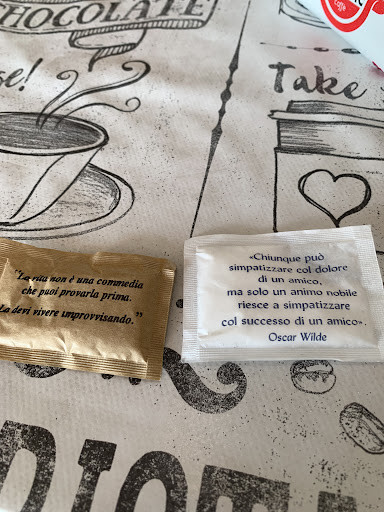 CHOCOLATE
Take
"La vita non è una commedia
che puoi provarla prima.
La devi vivere improvvisando."
«Chiunque può
simpatizzare col dolore
di un amico,
ma solo un animo nobile
riesce a simpatizzare
col successo di un amico».
Oscar Wilde